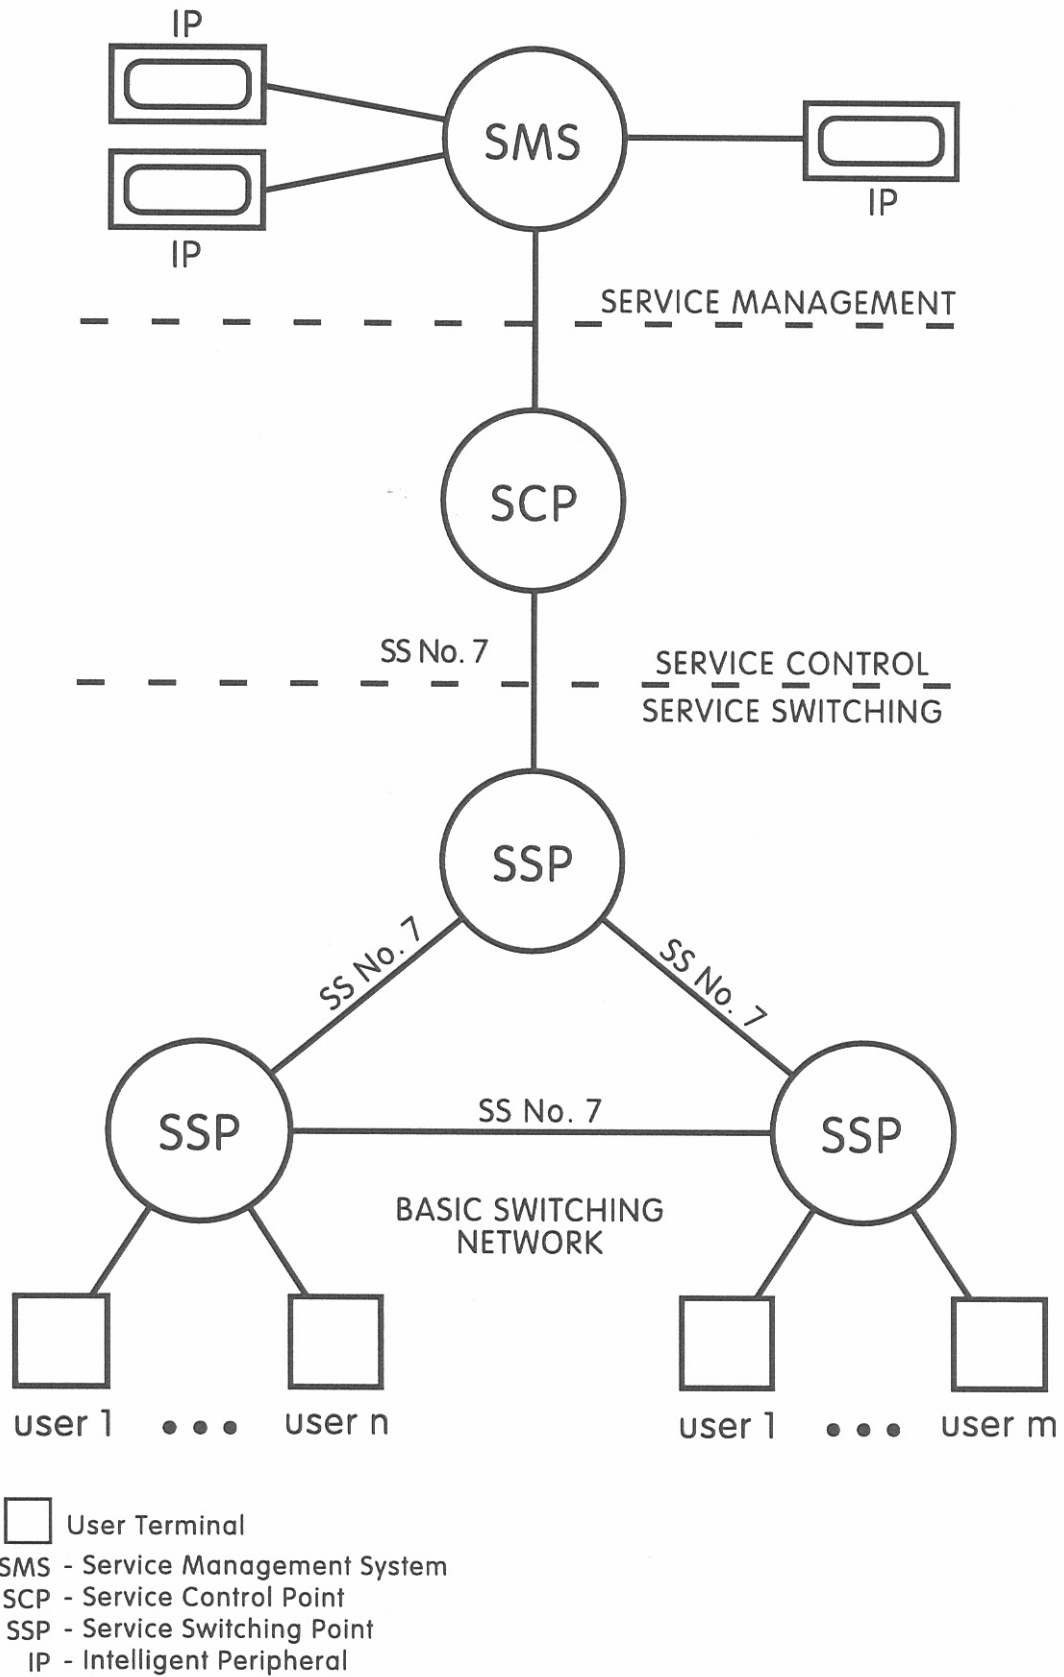 IP
SMS
IP
IP
SERVICE MANAGEMENT
SCP
SS No. 7
SERVICE CONTROL
SERVICE SWITCHING
SSP
SS No. 7
SS No. 7
SSP
SS No. 7
SSP
BASIC SWITCHING
NETWORK
user 1 ••• user n
user 1 ••• user m
User Terminal
SMS - Service Management System
SCP - Service Control Point
SSP - Service Switching Point
IP - Intelligent Peripheral